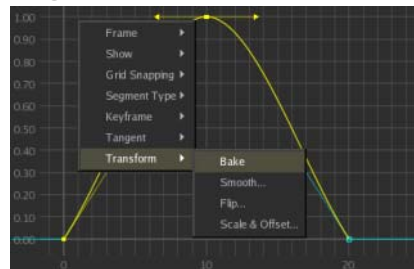 1.00
0.90
0.80
0.70
0.60
0.50
0.40
0.30
0.20
0.10
0.00
Frame
Show
Grid Snapping
Segment Type
Keyframe
Tangent
Transform
Bake
Smooth...
Flip...
Scale & Offset...
0
10
20